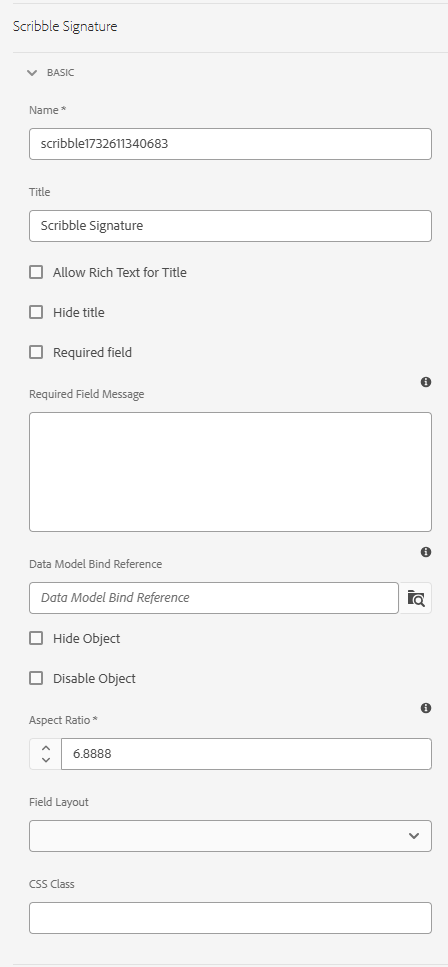 Scribble Signature
BASIC
Name *
scribble1732611340683
Title
Scribble Signature
Allow Rich Text for Title
Hide title
Required field
Required Field Message
Data Model Bind Reference
Data Model Bind Reference
Hide Object
Disable Object
Aspect Ratio *
6.8888
Field Layout
CSS Class